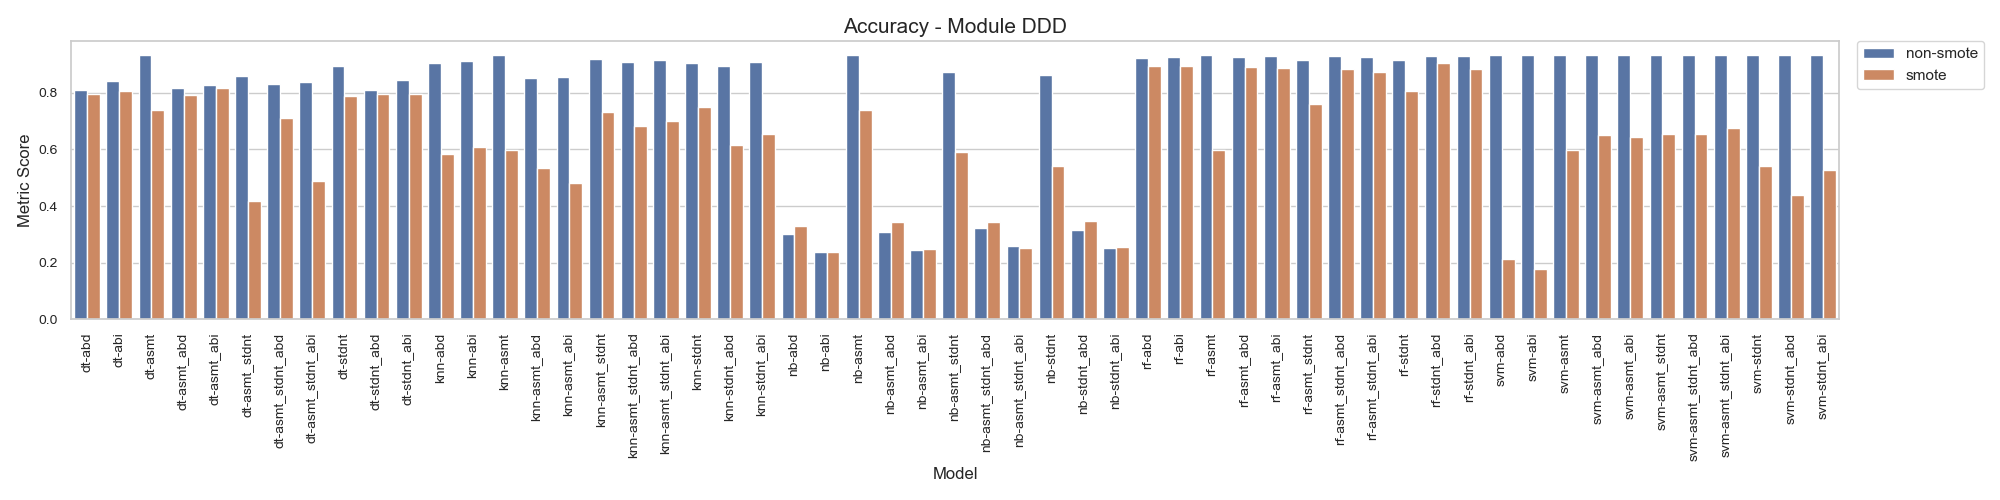 Accuracy - Module DDD
non-smote
smote
Metric Score
0.8
0.6
0.4
0.2
0.0
dt-abd
dt-abi
dt-asmt
dt-asmt_abd
dt-asmt_abi
dt-asmt_stdnt
dt-asmt_stdnt_abd
dt-asmt_stdnt_abi
dt-stdnt
dt-stdnt_abd
dt-stdnt_abi
knn-abd
knn-abi
knn-asmt
knn-asmt_abd
knn-asmt_abi
knn-asmt_stdnt
knn-asmt_stdnt_abd
knn-asmt_stdnt_abi
knn-stdnt
knn-stdnt_abd
knn-stdnt_abi
nb-abd
nb-abi
nb-asmt
nb-asmt_abd
nb-asmt_abi
nb-asmt_stdnt
nb-asmt_stdnt_abd
nb-asmt_stdnt_abi
nb-stdnt
nb-stdnt_abd
nb-stdnt_abi
rf-abd
rf-abi
rf-asmt
rf-asmt_abd
rf-asmt_abi
rf-asmt_stdnt
rf-asmt_stdnt_abd
rf-asmt_stdnt_abi
rf-stdnt
rf-stdnt_abd
rf-stdnt_abi
svm-abd
svm-abi
svm-asmt
svm-asmt_abd
svm-asmt_abi
svm-asmt_stdnt
svm-asmt_stdnt_abd
svm-asmt_stdnt_abi
svm-stdnt
svm-stdnt_abd
svm-stdnt_abi
Model